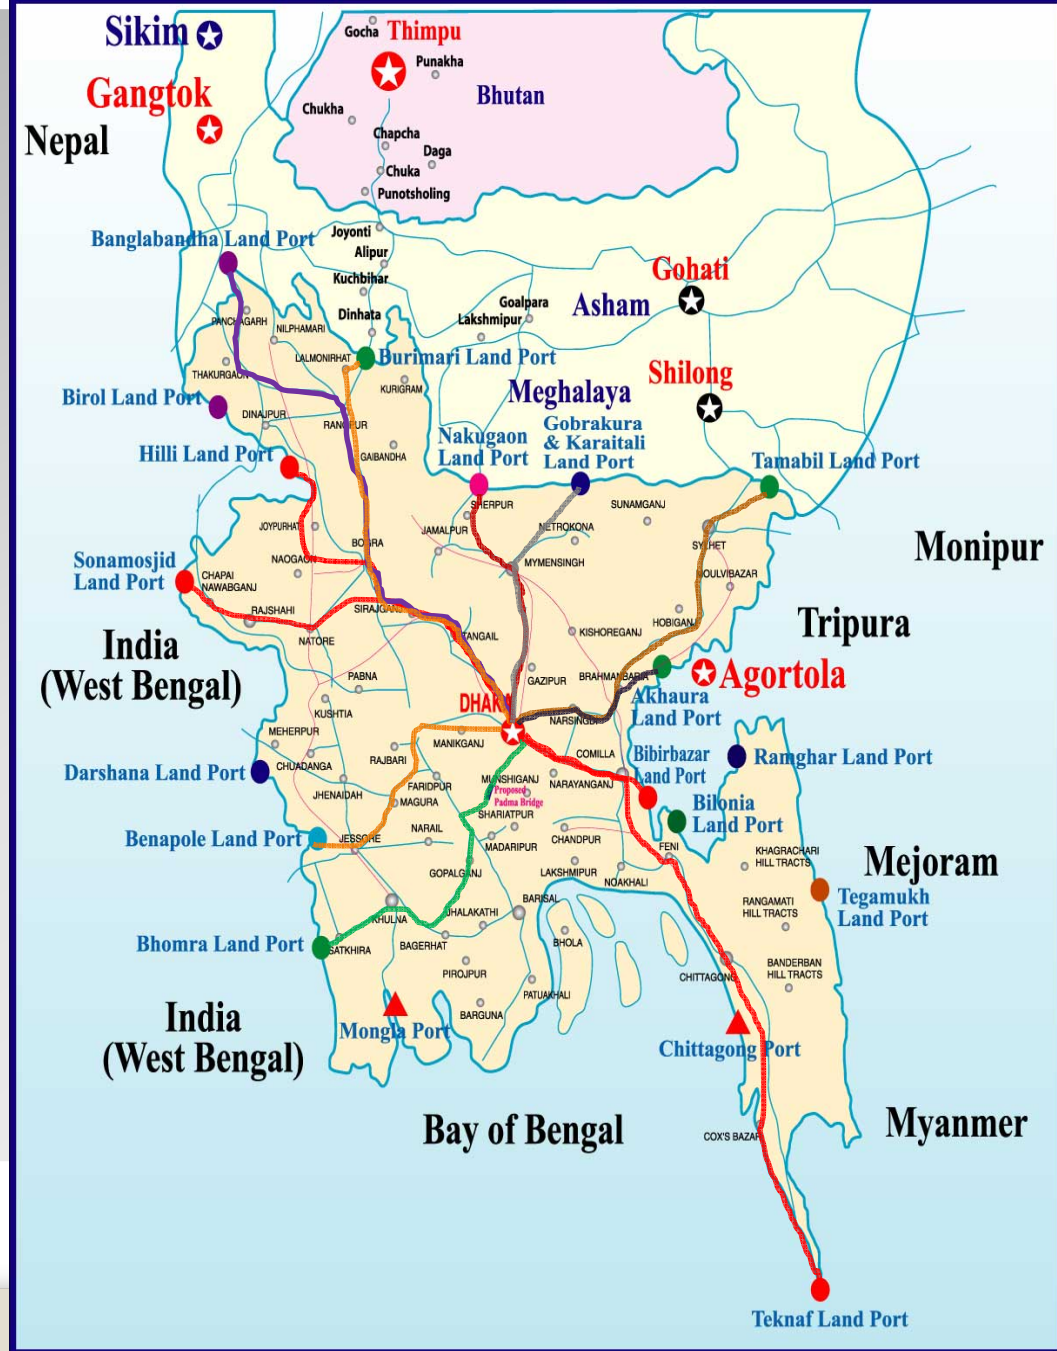 Sikim
Gocha
Thimpu
Punakha
Gangtok
Bhutan
Nepal
Chukha
Chapcha
Daga
Chuka
Punotsholing
Joyonti
Banglabandha Land Port
Alipur
Gohati
Kuchbihar
Asham
Goalpara
Dinhata
Lakshmipur
PANCHAGARH
NILPHAMARI
LALMONIRHAT
Burimari Land Port
THAKURGAON
KURIGRAM
Shilong
Meghalaya
Birol Land Port
DINAJPUR
RANGPUR
Nakugaon
Land Port
Gobrakura
& Karaitali
Land Port
Hilli Land Port
GAIBANDHA
Tamabil Land Port
SHERPUR
SUNAMGANJ
JOYPURHAT
JAMALPUR
NETROKONA
SYLHET
BOGRA
Monipur
Sonamosjid
Land Port
NAOGAON
MYMENSINGH
CHAPAI
NAWABGANJ
MOULVIBAZAR
RAJSHAHI
SIRAJGANJ
HOBIGANJ
Tripura
India
(West Bengal)
NATORE
TANGAIL
KISHOREGANJ
PABNA
GAZIPUR
BRAHMANBARIA
Agortola
DHAKA
Akhaura
Land Port
KUSHTIA
NARSINGDI
MEHERPUR
MANIKGANJ
RAJBARI
COMILLA
Bibirbazar
Land Port
Ramghar Land Port
Darshana Land Port
CHUADANGA
MUNSHIGANJ
NARAYANGANJ
JHENAIDAH
FARIDPUR
Proposed
Padma Bridge
MAGURA
SHARIATPUR
Bilonia
Land Port
Benapole Land Port
JESSORE
NARAIL
MADARIPUR
CHANDPUR
FENI
KHAGRACHARI
HILL TRACTS
Mejoram
GOPALGANJ
LAKSHMIPUR
NOAKHALI
Tegamukh
Land Port
RANGAMATI
HILL TRACTS
BARISAL
KHULNA
JHALAKATHI
Bhomra Land Port
SATKHIRA
BAGERHAT
BHOLA
PIROJPUR
CHITTAGONG
BANDERBAN
HILL TRACTS
PATUAKHALI
BARGUNA
India
(West Bengal)
Mongla Port
Chittagong Port
Bay of Bengal
Myanmer
COX'S BAZAR
Teknaf Land Port